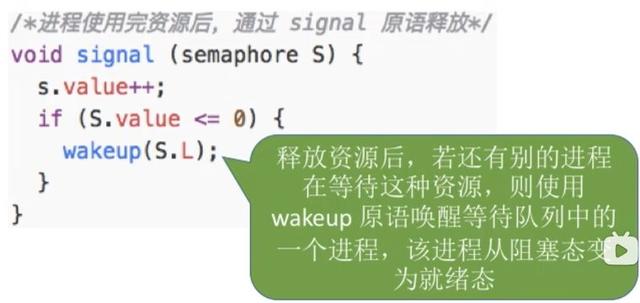 /*进程使用完资源后，通过 signal 原语释放*/
void signal (semaphore S) {
s.value++;
if (S.value <= 0) {
wakeup(S.L);
}
}
释放资源后，若还有别的进程
在等待这种资源，则使用
wakeup 原语唤醒等待队列中的
一个进程，该进程从阻塞态变
为就绪态